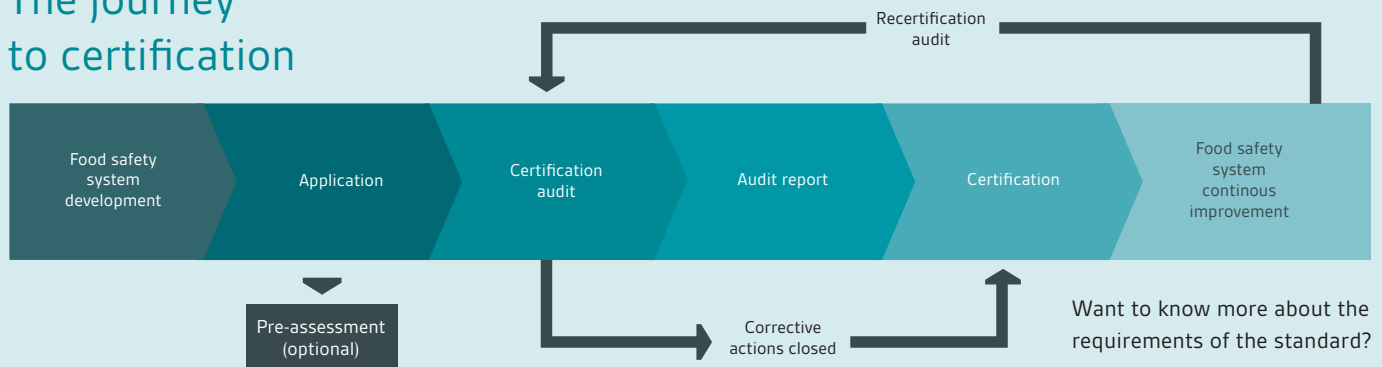 The journey
to certification
Recertification
audit
Food safety
system
development
Application
Certification
audit
Audit report
Certification
Food safety
system
continous
improvement
Pre-assessment
(optional)
Corrective
actions closed
Want to know more about the
requirements of the standard?